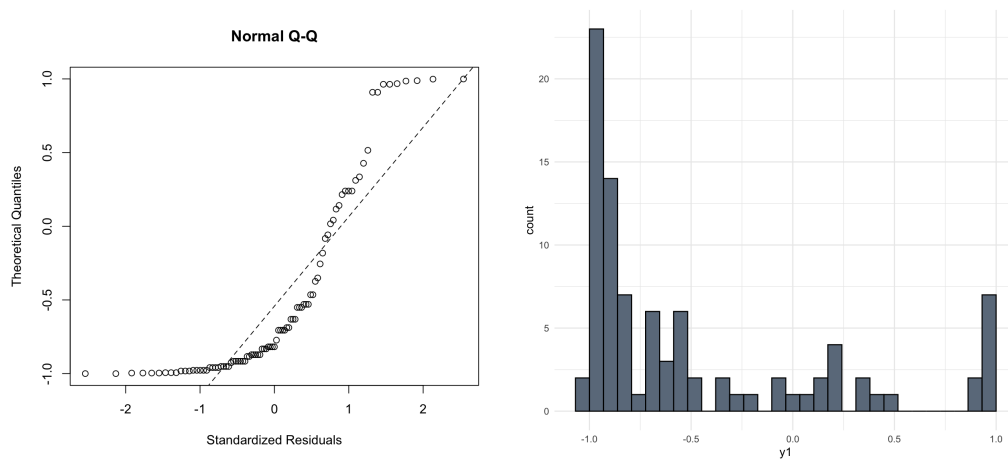 Normal Q-Q
Theoretical Quantiles
1.0
0.5
0.0
-0.5
-1.0
-2 -1 0 1 2
Standardized Residuals
count
20
15
10
5
0
-1.0 -0.5 0.0 0.5 1.0
y1